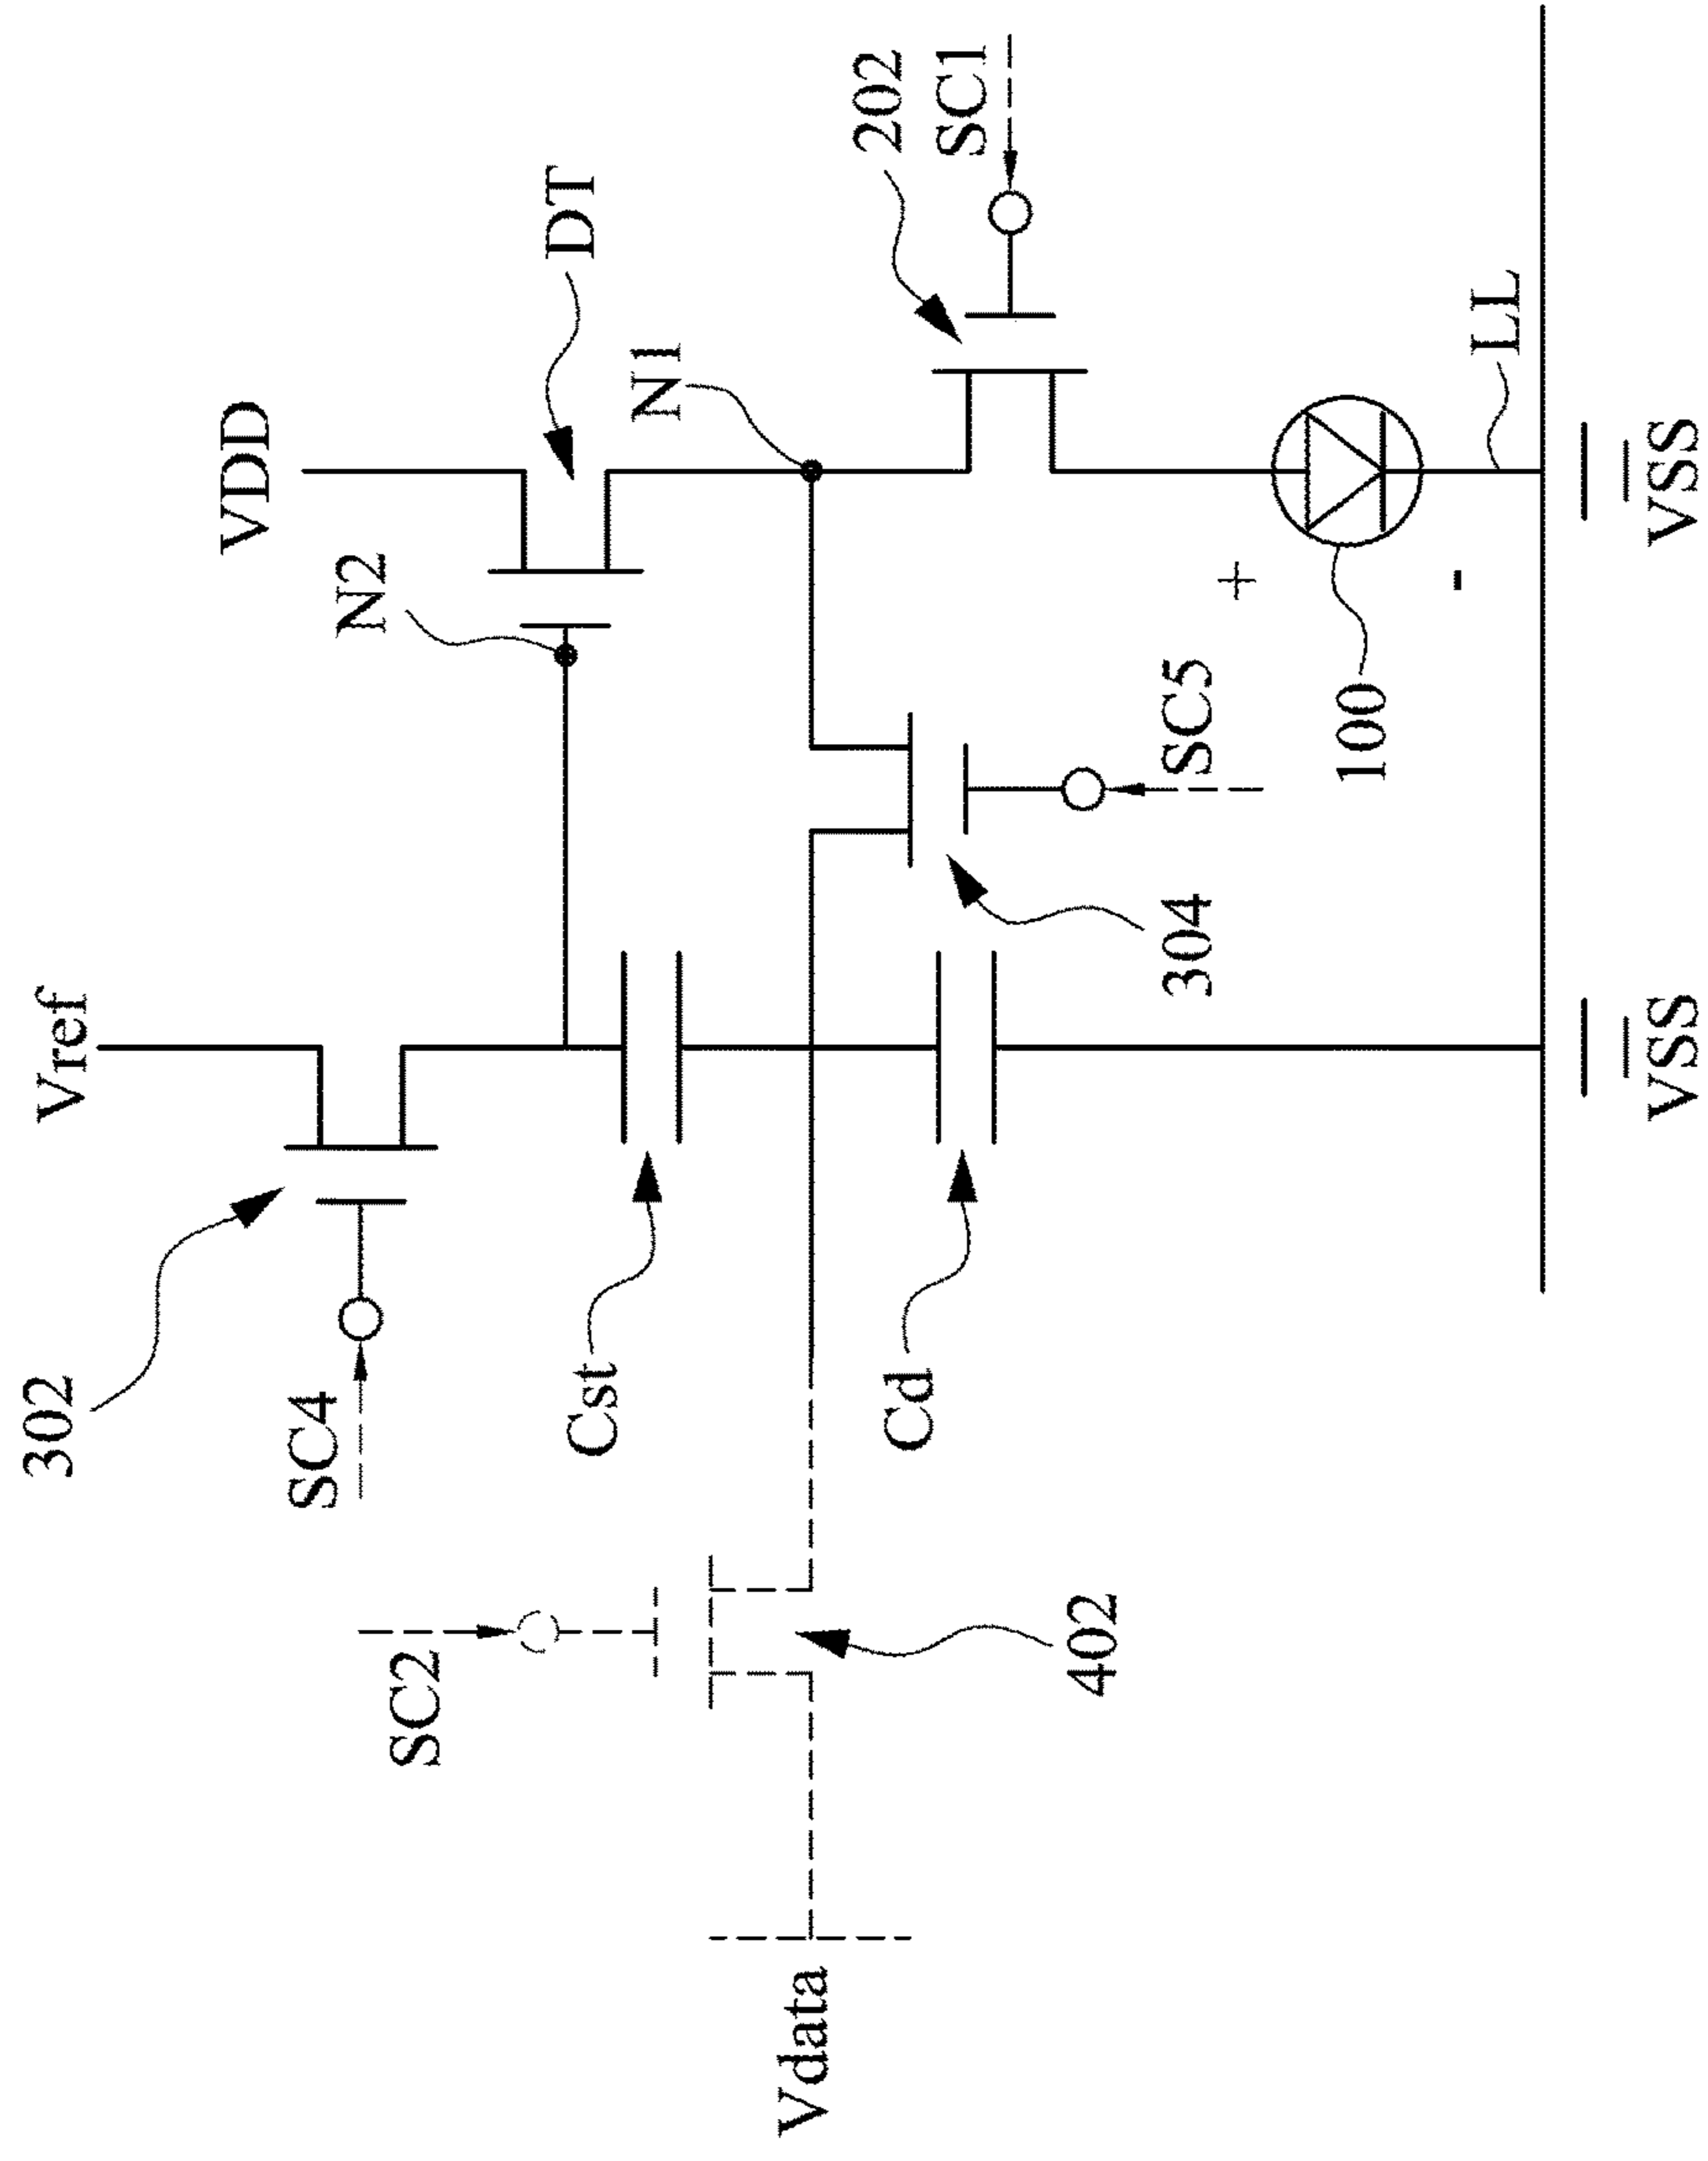 Vref
VDD
302
SC4
N2
DT
SC2
Cst
N1
Vdata
402
Cd
304
SC5
202
SC1
+
-
100
LL
VSS
VSS